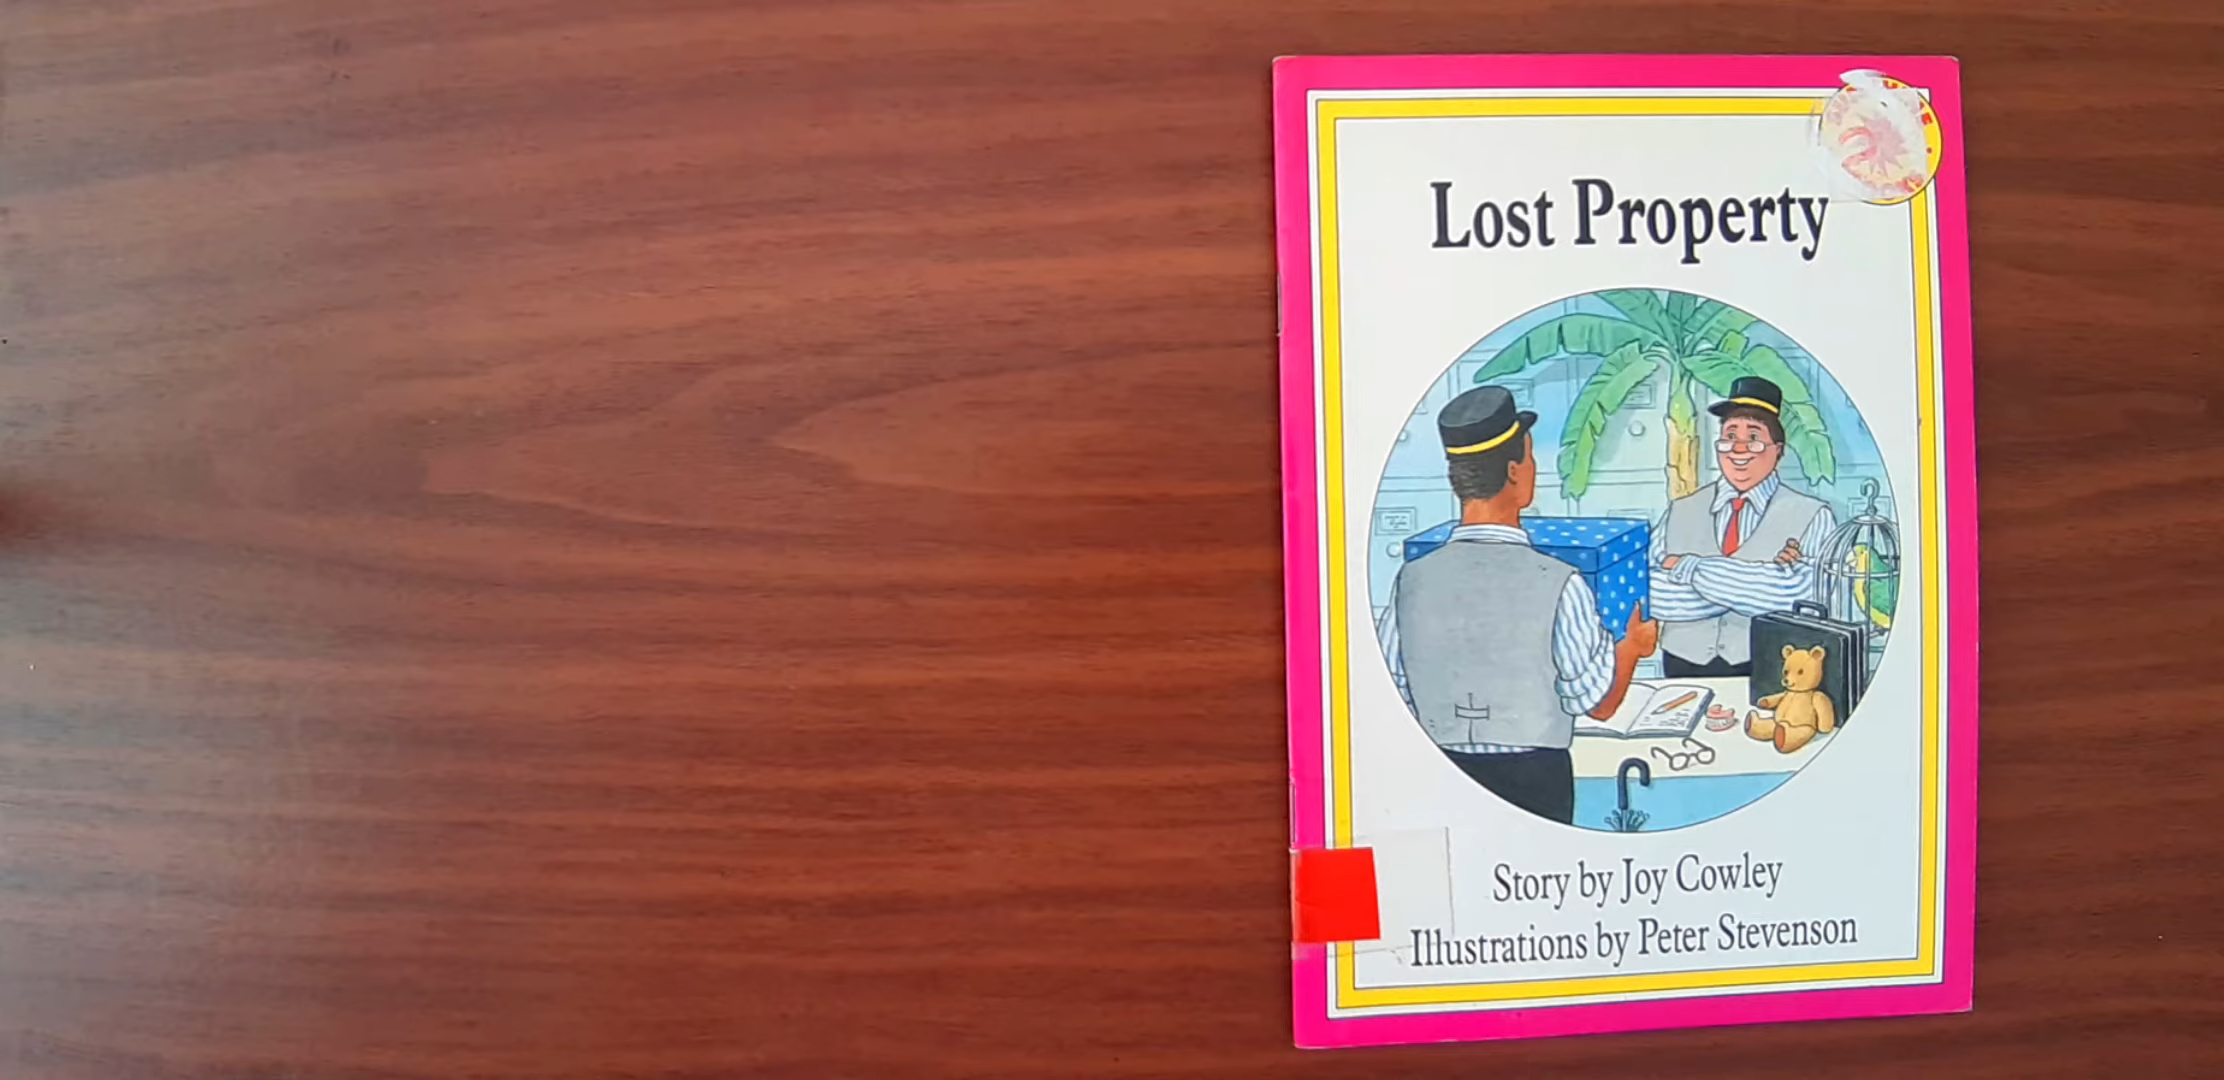 Lost Property
Story by Joy Cowley
Illustrations by Peter Stevenson